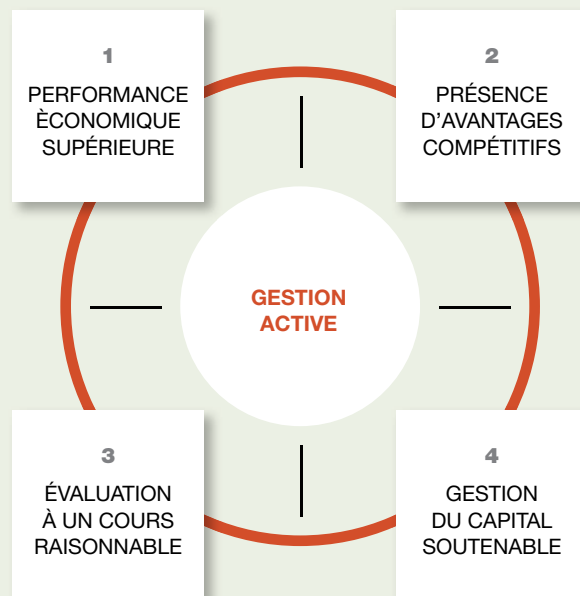 1
PERFORMANCE
ÈCONOMIQUE
SUPÉRIEURE
2
PRÉSENCE
D’AVANTAGES
COMPÉTITIFS
GESTION
ACTIVE
3
ÉVALUATION
À UN COURS
RAISONNABLE
4
GESTION
DU CAPITAL
SOUTENABLE